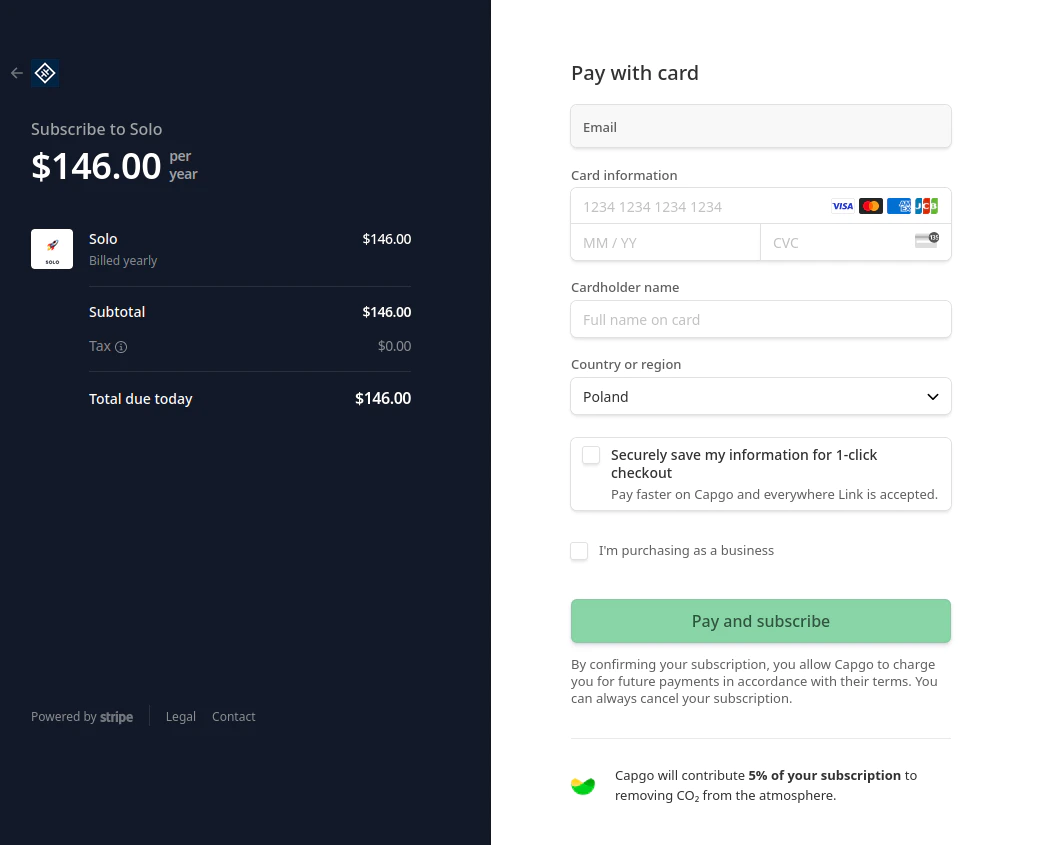 Subscribe to Solo
$146.00 per year
SOLO
Solo $146.00
Billed yearly
Subtotal $146.00
Tax $0.00
Total due today $146.00
Powered by stripe Legal Contact
Pay with card
Email
Card information
1234 1234 1234 1234 VISA JCB
MM / YY CVC 135
Cardholder name
Full name on card
Country or region
Poland
Securely save my information for 1-click
checkout
Pay faster on Capgo and everywhere Link is accepted.
I'm purchasing as a business
Pay and subscribe
By confirming your subscription, you allow Capgo to charge
you for future payments in accordance with their terms. You
can always cancel your subscription.
Capgo will contribute 5% of your subscription to
removing CO₂ from the atmosphere.